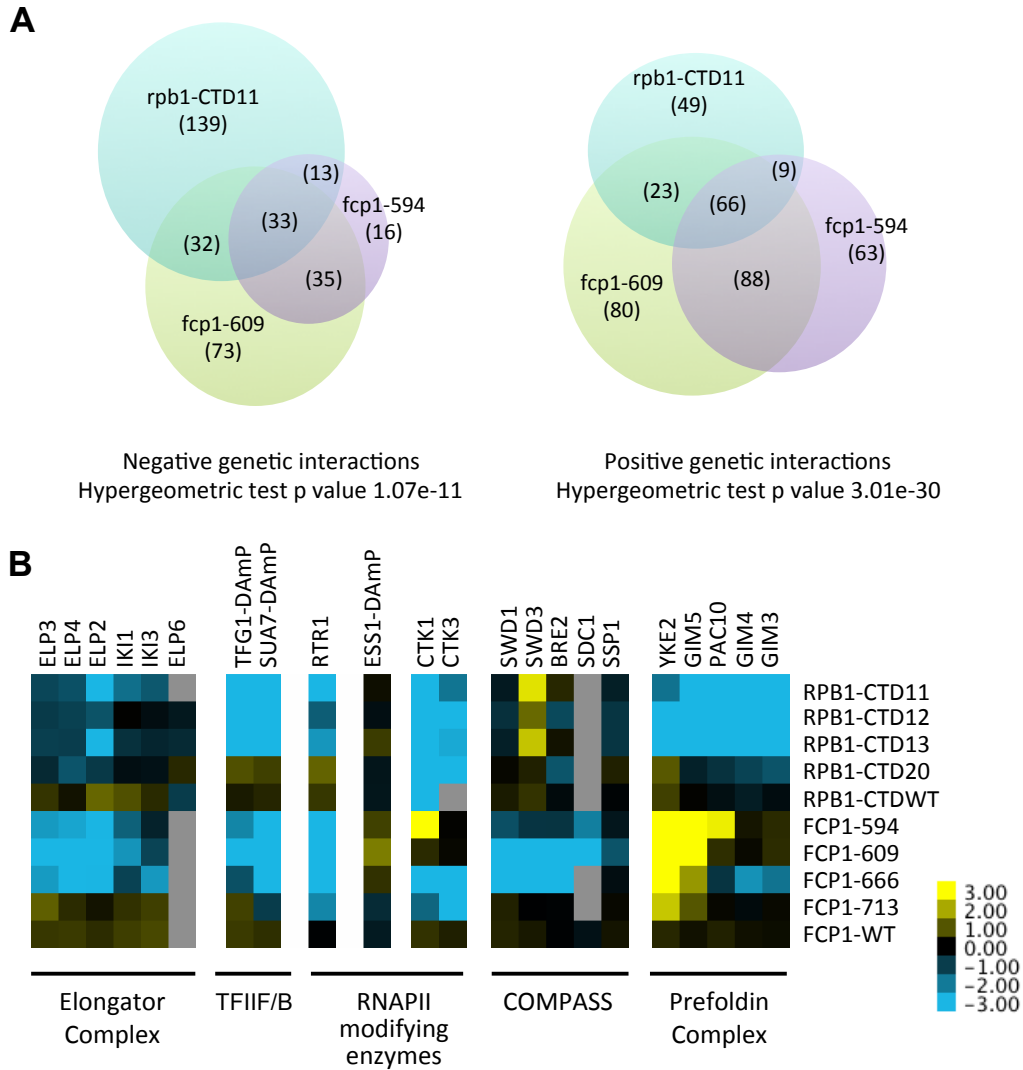 A
rpb1-CTD11
(139)
(13)
fcp1-594
(16)
(33)
(32)
(35)
fcp1-609
(73)
Negative genetic interactions
Hypergeometric test p value 1.07e-11
rpb1-CTD11
(49)
(9)
(23)
(66)
fcp1-594
(63)
fcp1-609
(80)
(88)
Positive genetic interactions
Hypergeometric test p value 3.01e-30
B
ELP3
ELP4
ELP2
IKI1
IKI3
ELP6
TFG1-DAmP
SUA7-DAmP
RTR1
ESS1-DAmP
CTK1
CTK3
SWD1
SWD3
BRE2
SDC1
SSP1
YKE2
GIM5
PAC10
GIM4
GIM3
RPB1-CTD11
RPB1-CTD12
RPB1-CTD13
RPB1-CTD20
RPB1-CTDWT
FCP1-594
FCP1-609
FCP1-666
FCP1-713
FCP1-WT
Elongator
Complex
TFIIF/B
RNAPII
modifying
enzymes
COMPASS
Prefoldin
Complex
3.00
2.00
1.00
0.00
−1.00
−2.00
−3.00